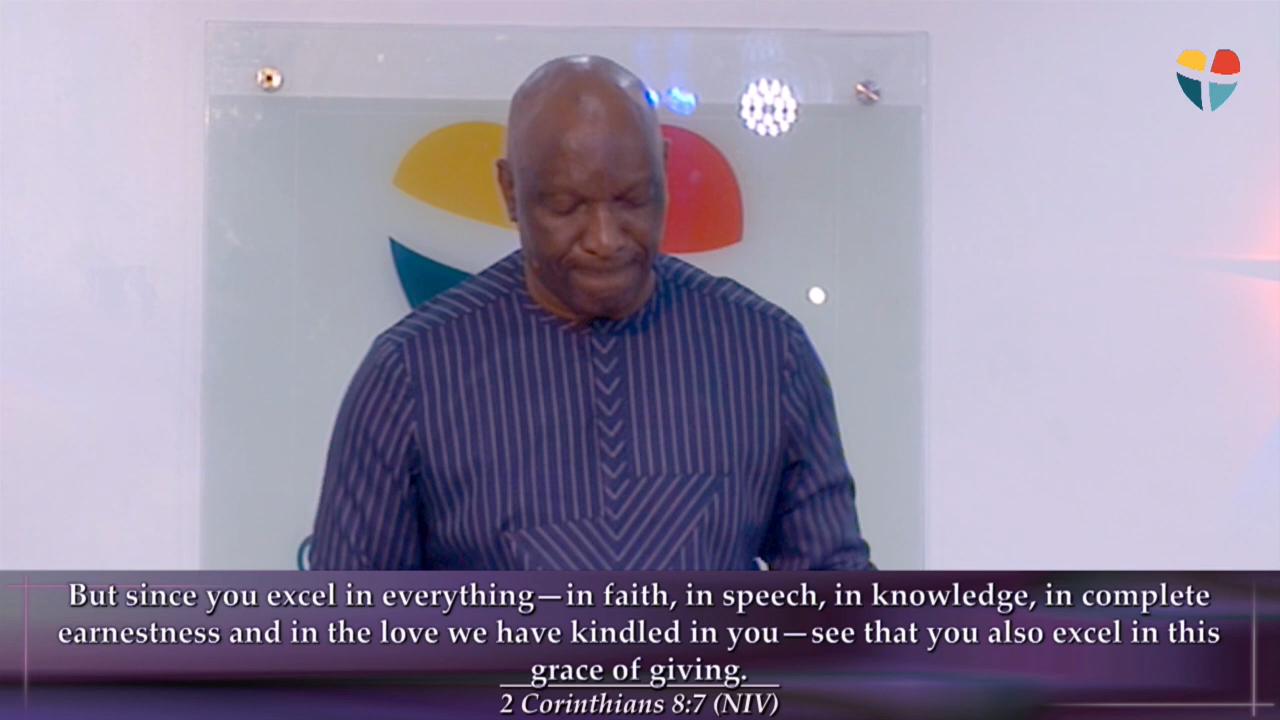 But since you excel in everything—in faith, in speech, in knowledge, in complete
earnestness and in the love we have kindled in you—see that you also excel in this
grace of giving.
2 Corinthians 8:7 (NIV)